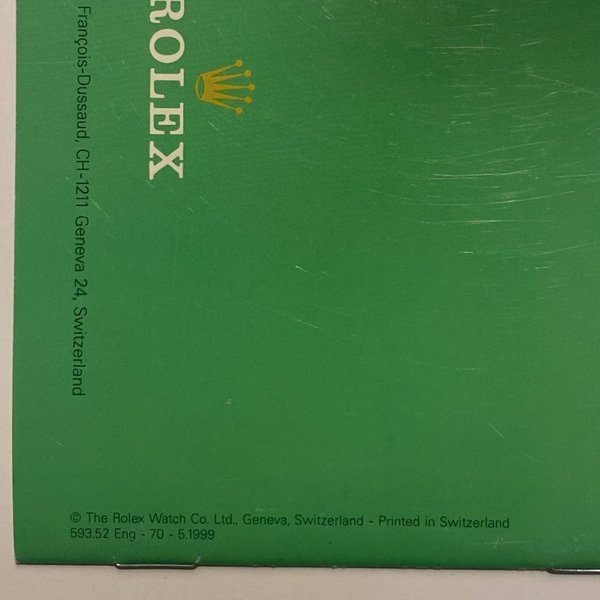 ROLEX
François-Dussaud, CH-1211 Geneva 24, Switzerland
© The Rolex Watch Co. Ltd., Geneva, Switzerland - Printed in Switzerland
593.52 Eng - 70 - 5.1999